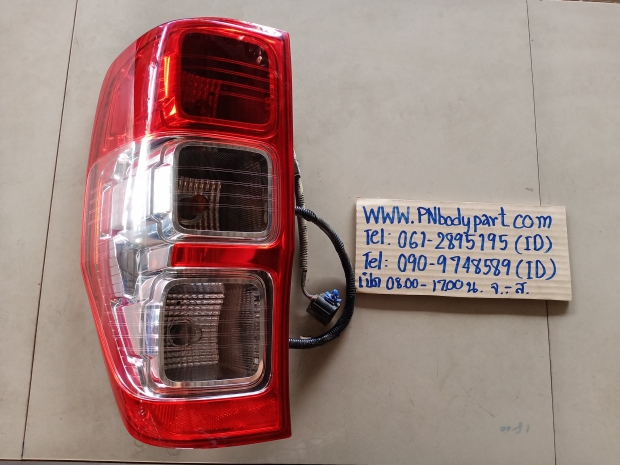 WWW.PNbodypart.com
Tel: 061-2895195 (ID)
Tel: 090-9748589 (ID)
เปิด 08.00-17.00 น. จ.-ส.